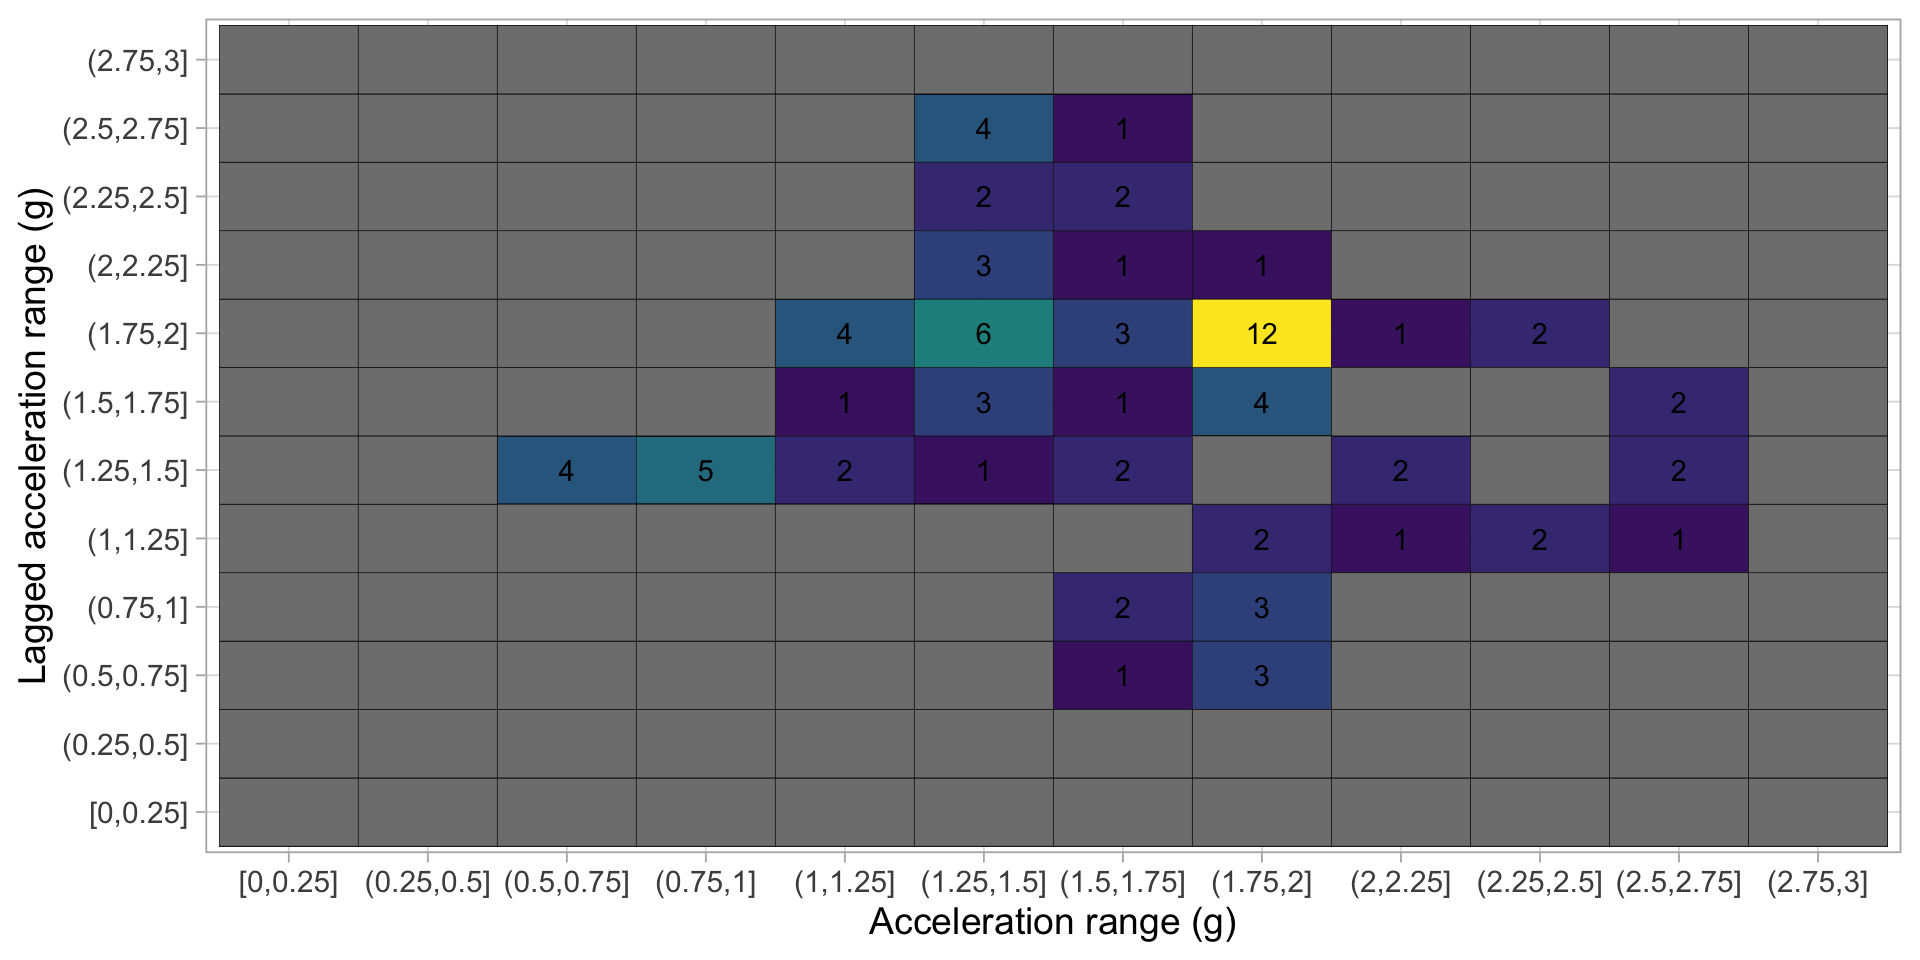 Lagged acceleration range (g)
(2.75,3]
(2.5,2.75] 4 1
(2.25,2.5] 2 2
(2,2.25] 3 1 1
(1.75,2] 4 6 3 12 1 2
(1.5,1.75] 1 3 1 4 2
(1.25,1.5] 4 5 2 1 2 2 2
(1,1.25] 2 1 2 1
(0.75,1] 2 3
(0.5,0.75] 1 3
(0.25,0.5]
[0,0.25]
[0,0.25] (0.25,0.5] (0.5,0.75] (0.75,1] (1,1.25] (1.25,1.5] (1.5,1.75] (1.75,2] (2,2.25] (2.25,2.5] (2.5,2.75] (2.75,3]
Acceleration range (g)